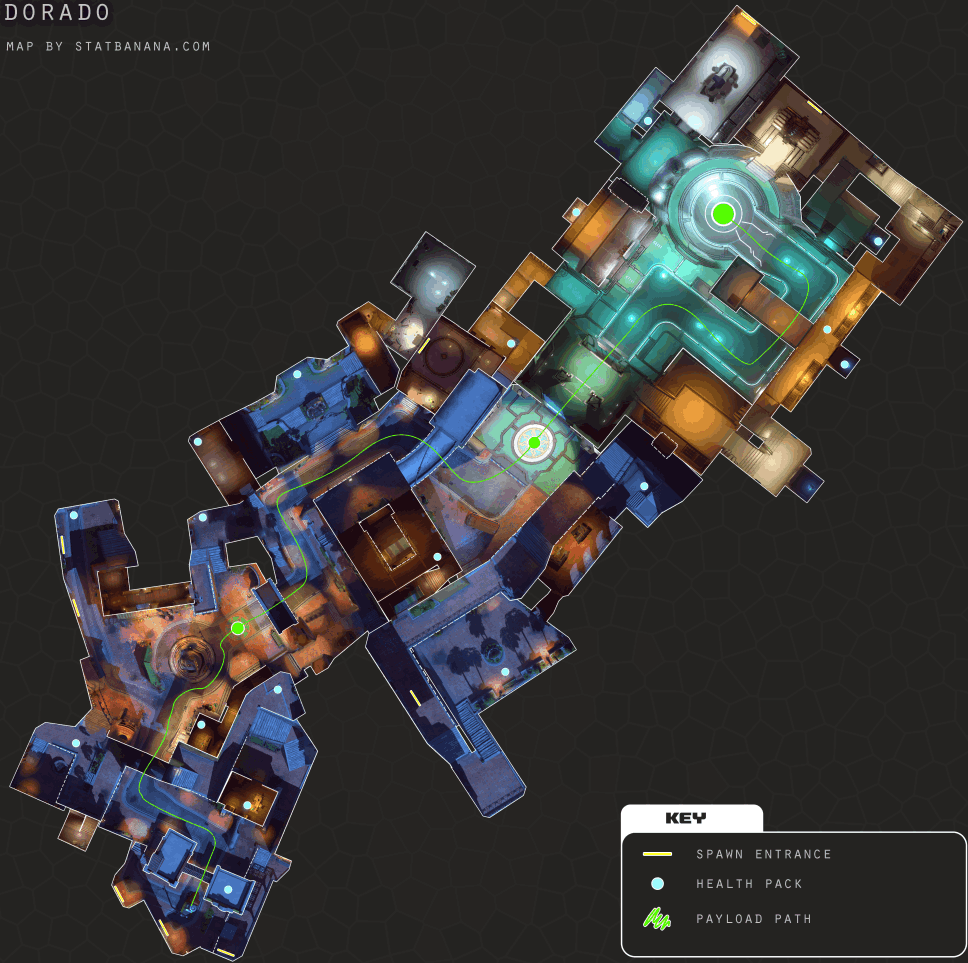 DORADO
MAP BY STATBANANA.COM
KEY
SPAWN ENTRANCE
HEALTH PACK
PAYLOAD PATH